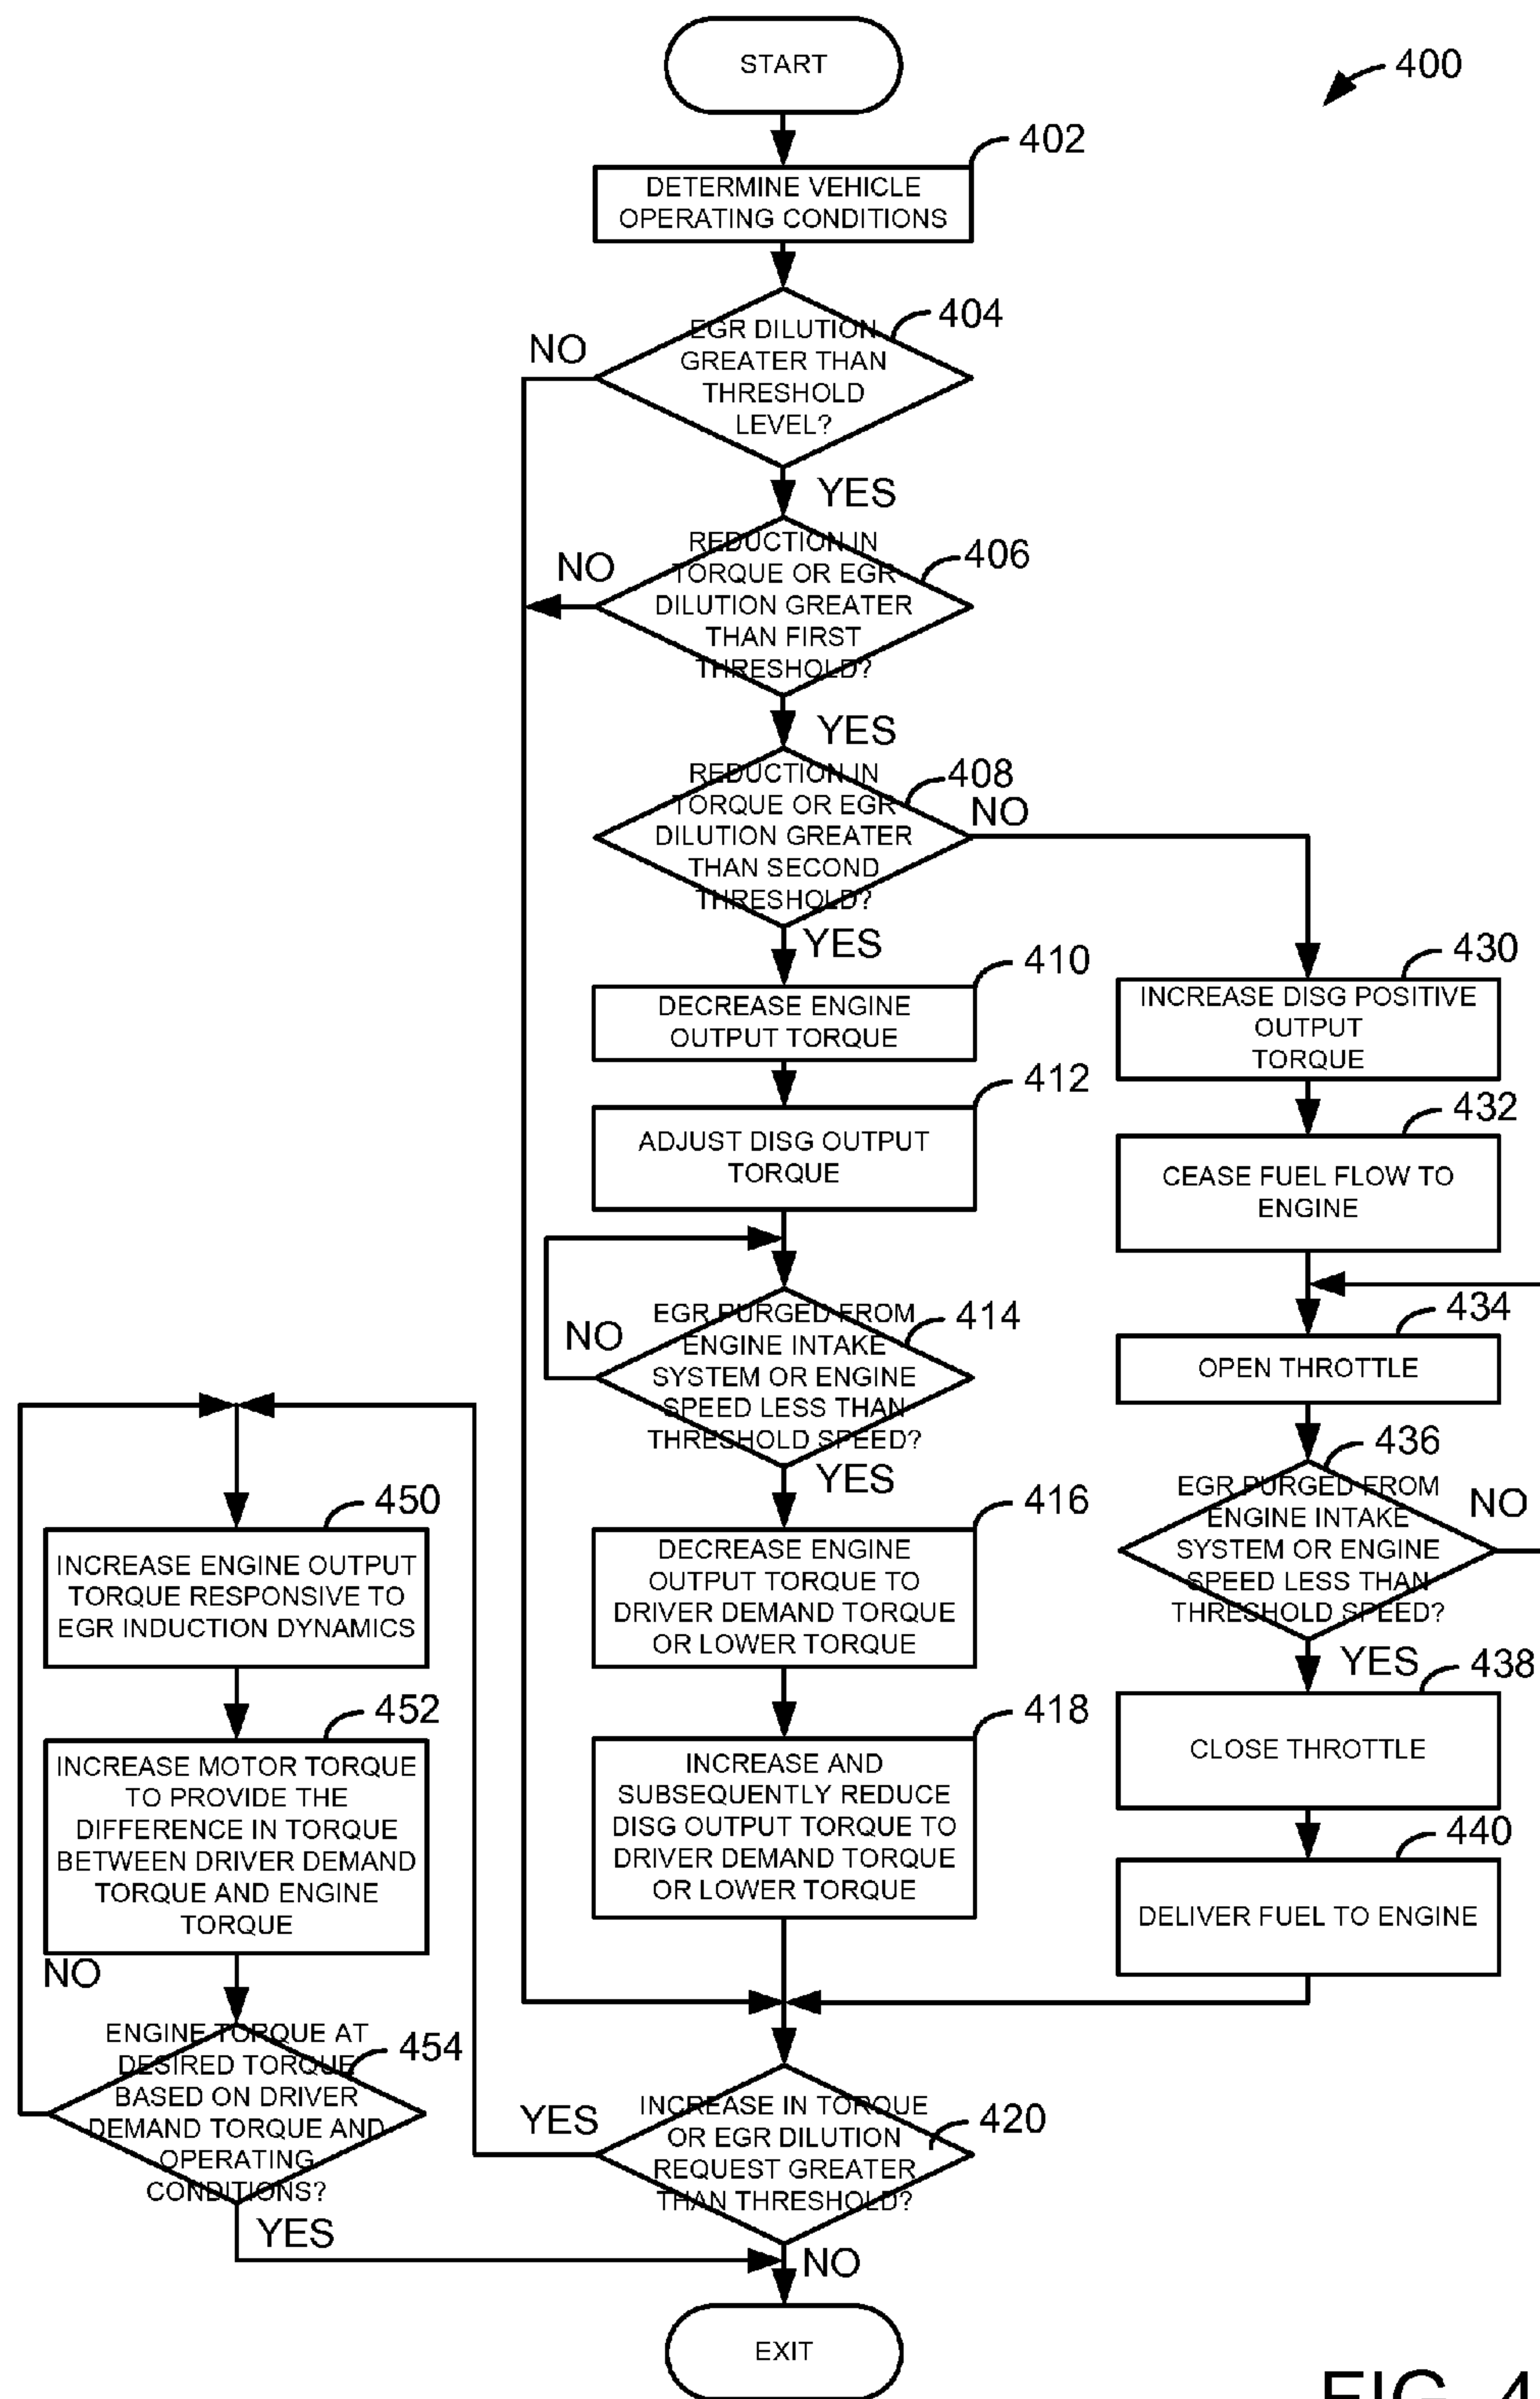 START
400
402
DETERMINE VEHICLE
OPERATING CONDITIONS
404
NO
EGR DILUTION
GREATER THAN
THRESHOLD
LEVEL?
YES
406
NO
REDUCTION IN
TORQUE OR EGR
DILUTION GREATER
THAN FIRST
THRESHOLD?
YES
408
NO
REDUCTION IN
TORQUE OR EGR
DILUTION GREATER
THAN SECOND
THRESHOLD?
YES
410
DECREASE ENGINE
OUTPUT TORQUE
412
ADJUST DISG OUTPUT
TORQUE
414
NO
EGR PURGED FROM
ENGINE INTAKE
SYSTEM OR ENGINE
SPEED LESS THAN
THRESHOLD SPEED?
YES
416
DECREASE ENGINE
OUTPUT TORQUE TO
DRIVER DEMAND TORQUE
OR LOWER TORQUE
418
INCREASE AND
SUBSEQUENTLY REDUCE
DISG OUTPUT TORQUE TO
DRIVER DEMAND TORQUE
OR LOWER TORQUE
430
INCREASE DISG POSITIVE
OUTPUT
TORQUE
432
CEASE FUEL FLOW TO
ENGINE
434
OPEN THROTTLE
436
EGR PURGED FROM
ENGINE INTAKE
SYSTEM OR ENGINE
SPEED LESS THAN
THRESHOLD SPEED?
NO
YES
438
CLOSE THROTTLE
440
DELIVER FUEL TO ENGINE
450
INCREASE ENGINE OUTPUT
TORQUE RESPONSIVE TO
EGR INDUCTION DYNAMICS
452
INCREASE MOTOR TORQUE
TO PROVIDE THE
DIFFERENCE IN TORQUE
BETWEEN DRIVER DEMAND
TORQUE AND ENGINE
TORQUE
NO
454
ENGINE TORQUE AT
DESIRED TORQUE
BASED ON DRIVER
DEMAND TORQUE AND
OPERATING
CONDITIONS?
YES
420
YES
INCREASE IN TORQUE
OR EGR DILUTION
REQUEST GREATER
THAN THRESHOLD?
NO
EXIT
FIG. 4